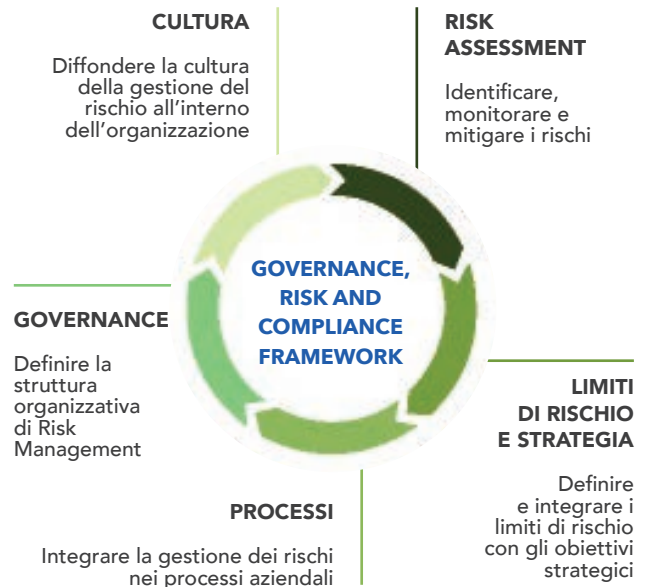 CULTURA
Diffondere la cultura
della gestione del
rischio all’interno
dell’organizzazione
RISK
ASSESSMENT
Identificare,
monitorare e
mitigare i rischi
GOVERNANCE,
RISK AND
COMPLIANCE
FRAMEWORK
GOVERNANCE
Definire la
struttura
organizzativa
di Risk
Management
LIMITI
DI RISCHIO
E STRATEGIA
Definire
e integrare i
limiti di rischio
con gli obiettivi
strategici
PROCESSI
Integrare la gestione dei rischi
nei processi aziendali